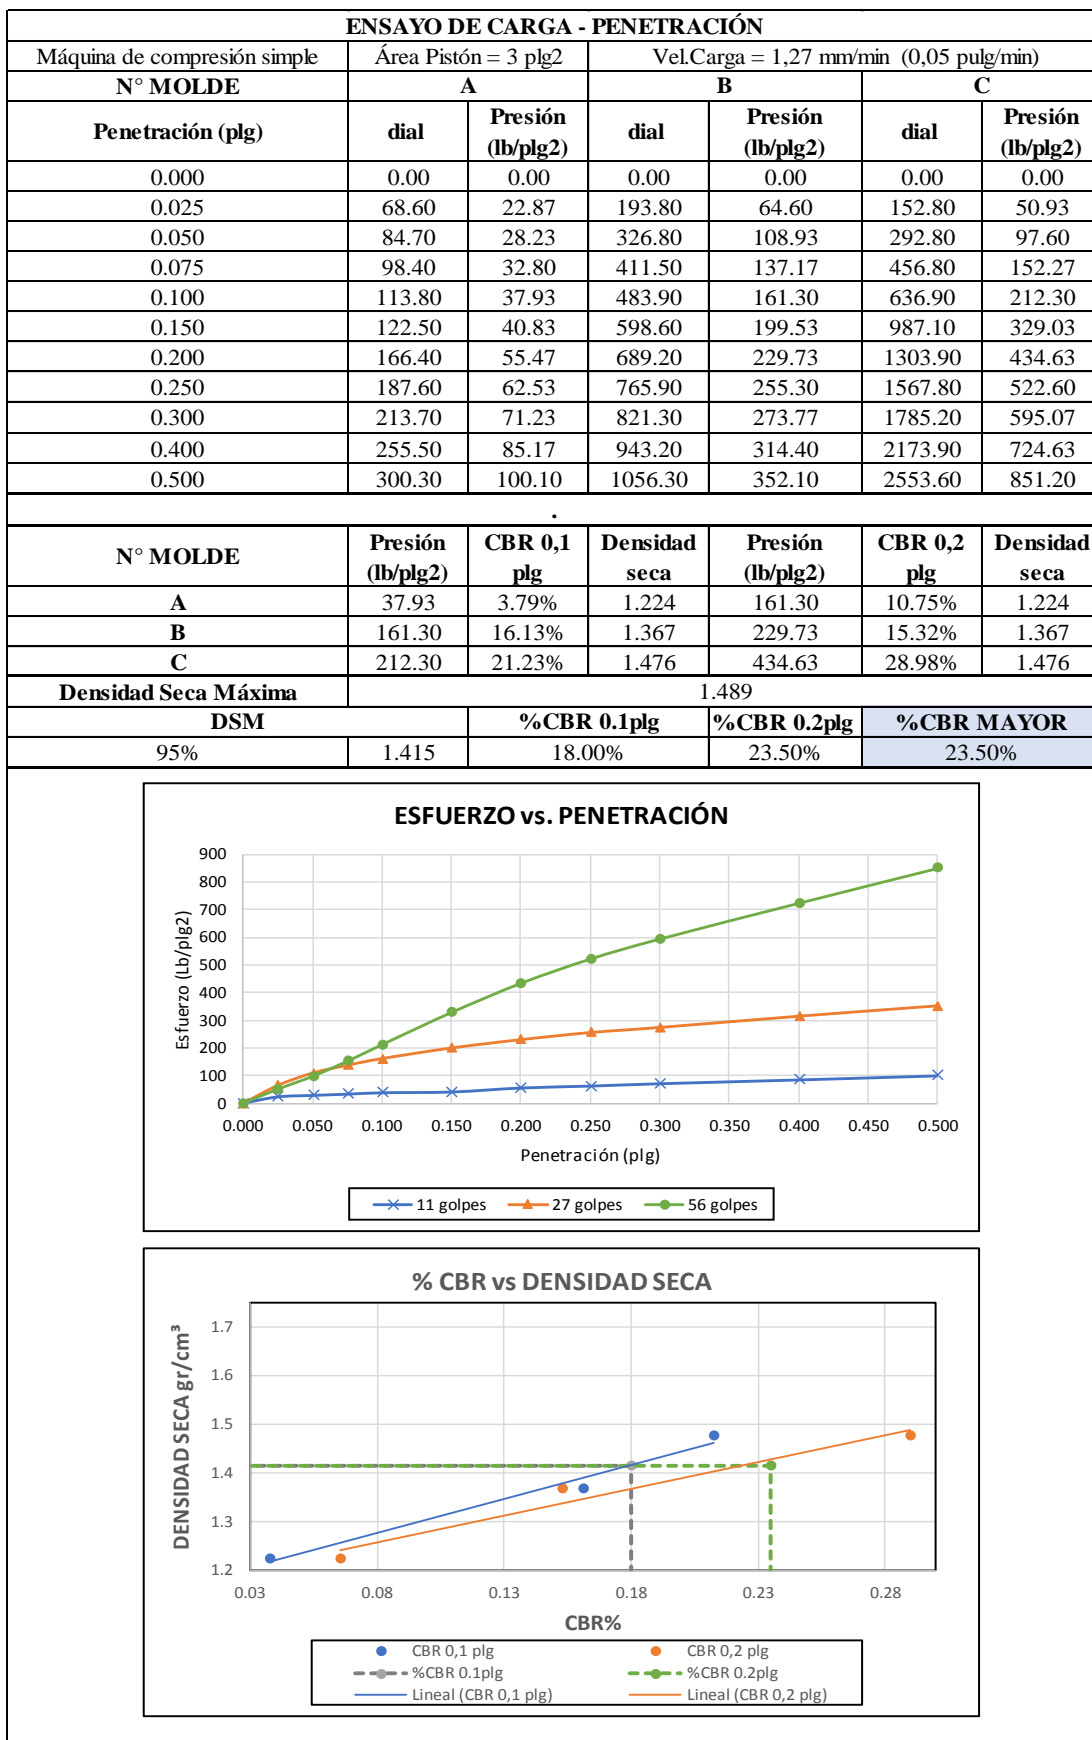 ENSAYO DE CARGA - PENETRACIÓN
Máquina de compresión simple Área Pistón = 3 plg2 Vel.Carga = 1,27 mm/min (0,05 pulg/min)
N° MOLDE A B C
Penetración (plg) dial Presión (lb/plg2) dial Presión (lb/plg2) dial Presión (lb/plg2)
0.000 0.00 0.00 0.00 0.00 0.00 0.00
0.025 68.60 22.87 193.80 64.60 152.80 50.93
0.050 84.70 28.23 326.80 108.93 292.80 97.60
0.075 98.40 32.80 411.50 137.17 456.80 152.27
0.100 113.80 37.93 483.90 161.30 636.90 212.30
0.150 122.50 40.83 598.60 199.53 987.10 329.03
0.200 166.40 55.47 689.20 229.73 1303.90 434.63
0.250 187.60 62.53 765.90 255.30 1567.80 522.60
0.300 213.70 71.23 821.30 273.77 1785.20 595.07
0.400 255.50 85.17 943.20 314.40 2173.90 724.63
0.500 300.30 100.10 1056.30 352.10 2553.60 851.20
.
N° MOLDE Presión (lb/plg2) CBR 0,1 plg Densidad seca Presión (lb/plg2) CBR 0,2 plg Densidad seca
A 37.93 3.79% 1.224 161.30 10.75% 1.224
B 161.30 16.13% 1.367 229.73 15.32% 1.367
C 212.30 21.23% 1.476 434.63 28.98% 1.476
Densidad Seca Máxima 1.489
DSM %CBR 0.1plg %CBR 0.2plg %CBR MAYOR
95% 1.415 18.00% 23.50% 23.50%
ESFUERZO vs. PENETRACIÓN
Esfuerzo (Lb/plg2)
900
800
700
600
500
400
300
200
100
0
0.000 0.050 0.100 0.150 0.200 0.250 0.300 0.350 0.400 0.450 0.500
Penetración (plg)
11 golpes 27 golpes 56 golpes
% CBR vs DENSIDAD SECA
DENSIDAD SECA gr/cm³
1.7
1.6
1.5
1.4
1.3
1.2
0.03 0.08 0.13 0.18 0.23 0.28
CBR%
CBR 0,1 plg CBR 0,2 plg
%CBR 0.1plg %CBR 0.2plg
Lineal (CBR 0,1 plg) Lineal (CBR 0,2 plg)